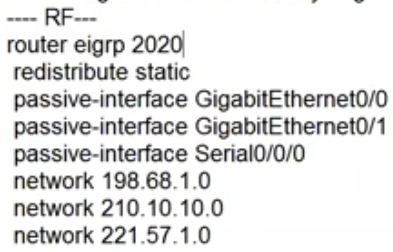 ---- RF---
router eigrp 2020
redistribute static
passive-interface GigabitEthernet0/0
passive-interface GigabitEthernet0/1
passive-interface Serial0/0/0
network 198.68.1.0
network 210.10.10.0
network 221.57.1.0